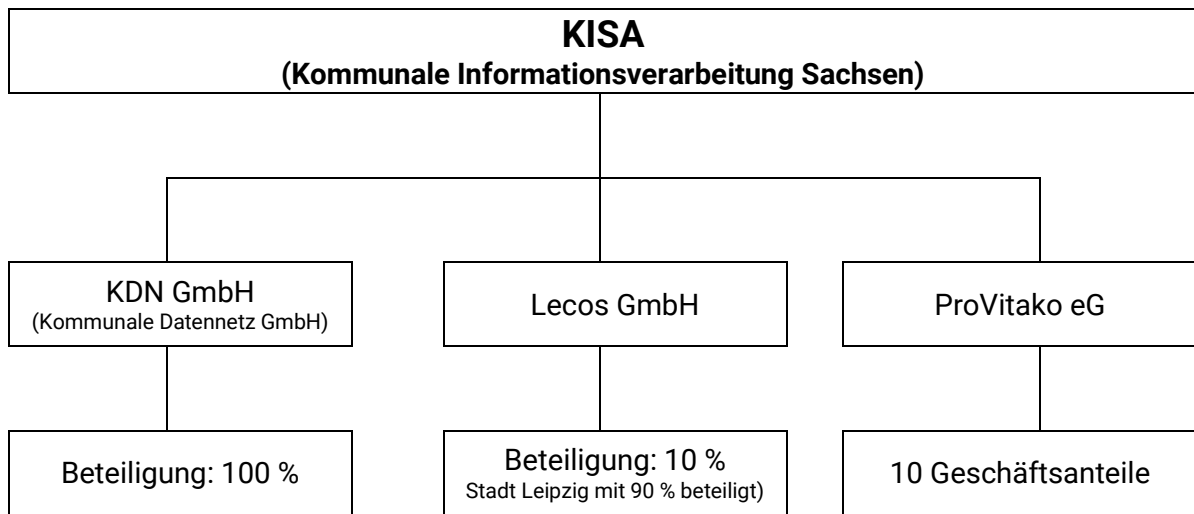 KISA
(Kommunale Informationsverarbeitung Sachsen)
KDN GmbH
(Kommunale Datennetz GmbH)
Lecos GmbH
ProVitako eG
Beteiligung: 100 %
Beteiligung: 10 %
Stadt Leipzig mit 90 % beteiligt)
10 Geschäftsanteile